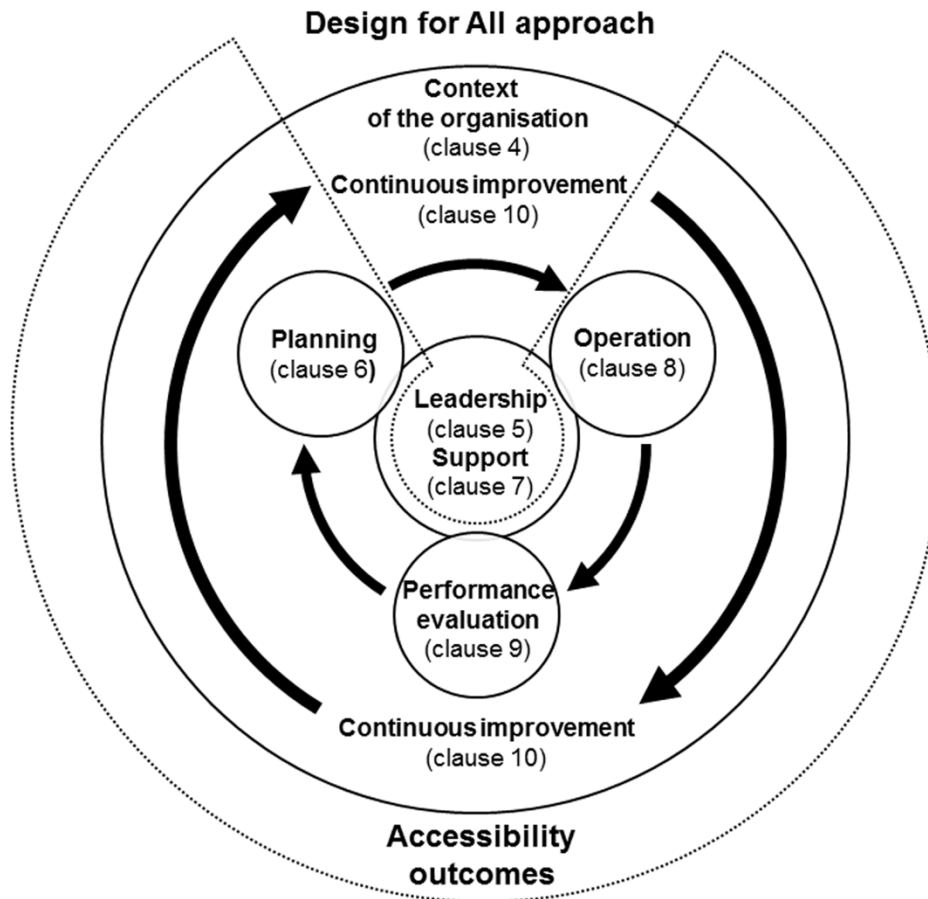 Design for All approach
Context
of the organisation
(clause 4)
Continuous improvement
(clause 10)
Planning
(clause 6)
Operation
(clause 8)
Leadership
(clause 5)
Support
(clause 7)
Performance
evaluation
(clause 9)
Continuous improvement
(clause 10)
Accessibility
outcomes